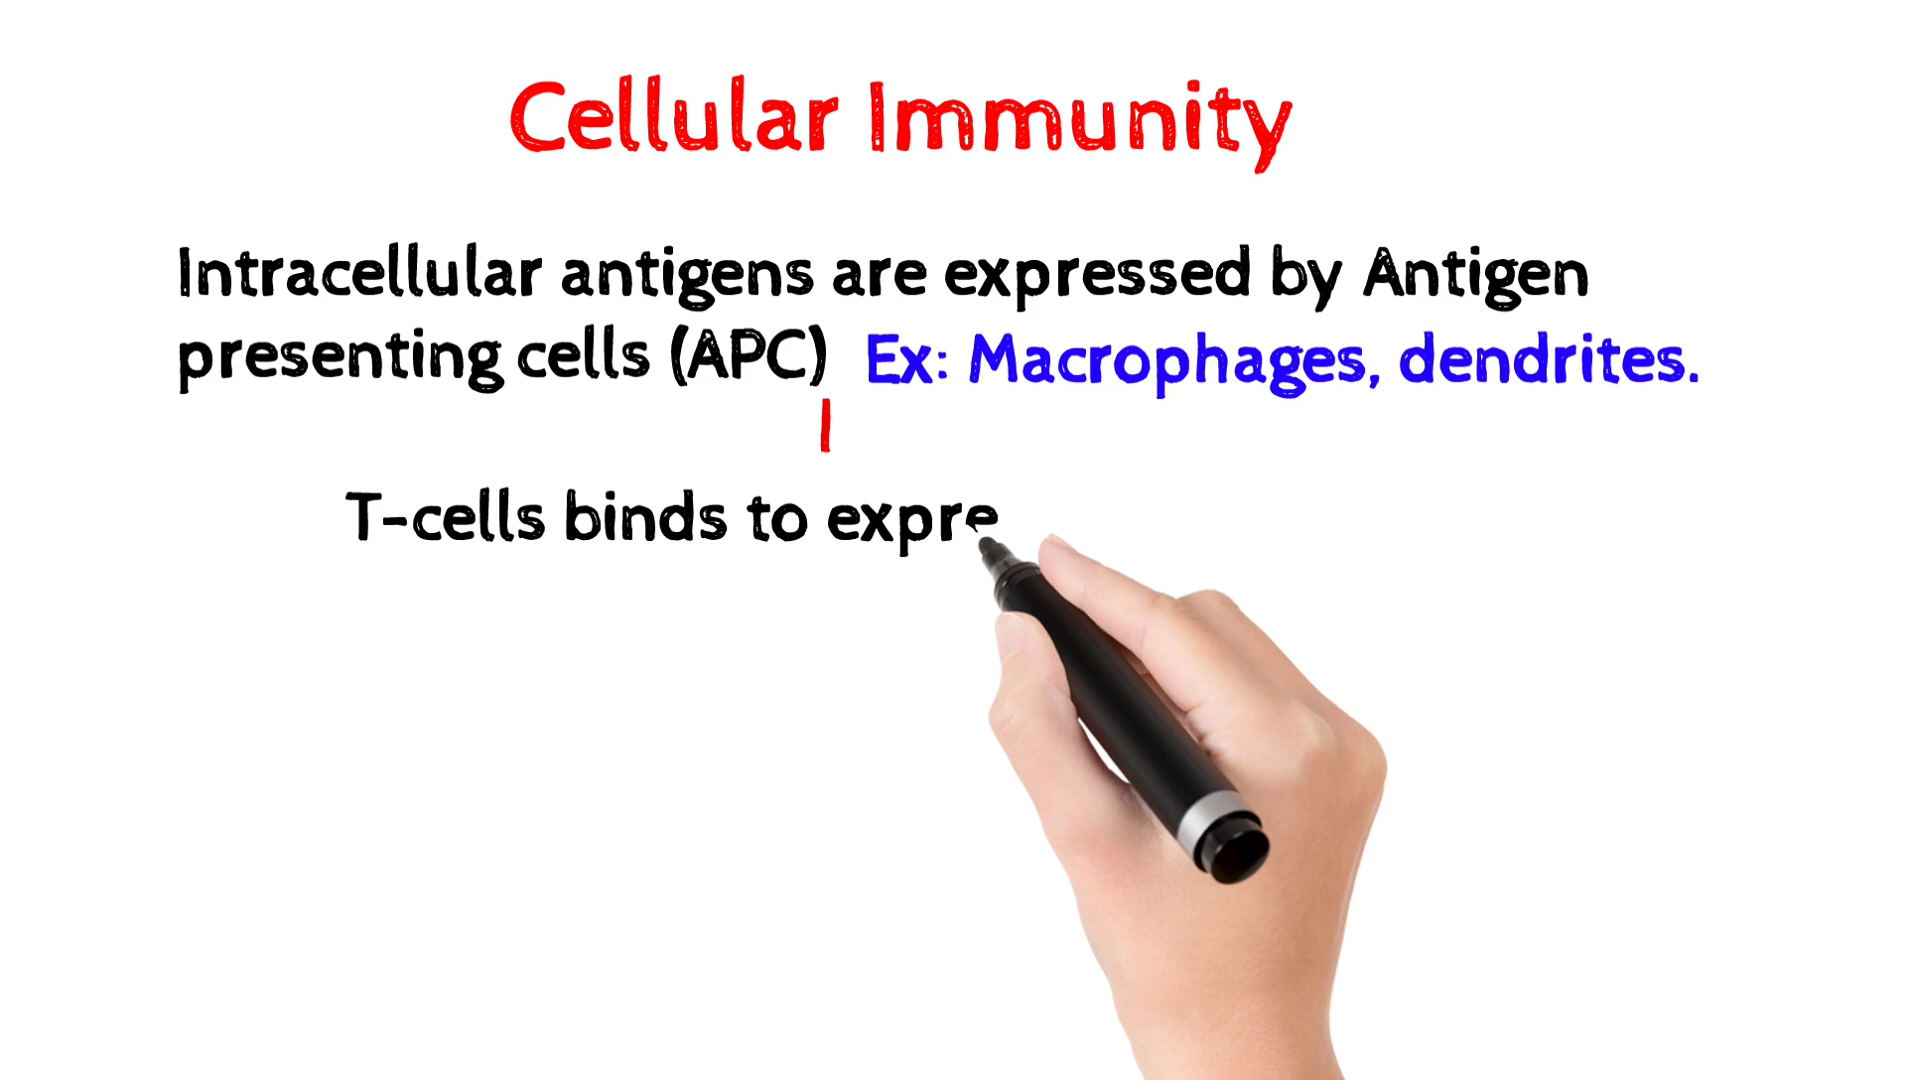 Cellular Immunity
Intracellular antigens are expressed by Antigen
presenting cells (APC) Ex: Macrophages, dendrites.
T-cells binds to expre